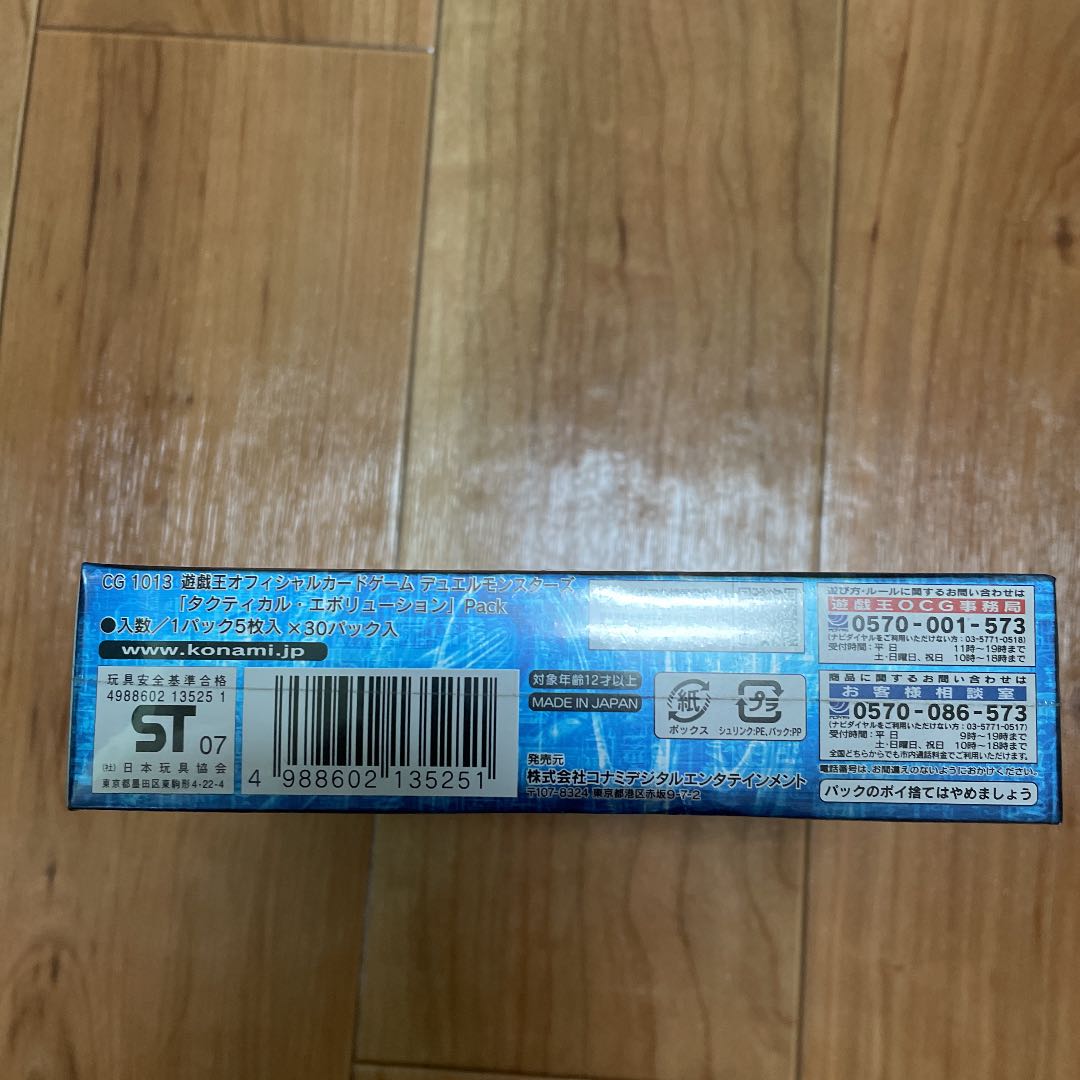 CG 1013 遊戯王オフィシャルカードゲーム デュエルモンスターズ
「タクティカル・エボリューション」Pack
●入数/1パック5枚入×30パック入
www.konami.jp
玩具安全基準合格
4988602 13525 1
ST 07
(社)日本玩具協会
東京都墨田区東駒形4-22-4
4 988602 135251
対象年齢12才以上
MADE IN JAPAN
紙
ボックス
プラ
シュリンク:PE,パック:PP
発売元
株式会社コナミデジタルエンタテインメント
〒107-8324 東京都港区赤坂9-7-2
遊び方・ルールに関するお問い合わせは
遊戯王OCG事務局
0570-001-573
(ナビダイヤルをご利用いただけない方:03-5771-0518)
受付時間:平日 11時〜19時まで
土・日曜日、祝日 10時〜18時まで
商品に関するお問い合わせは
お客様相談室
0570-086-573
(ナビダイヤルをご利用いただけない方:03-5771-0517)
受付時間:平日 9時〜19時まで
土・日曜日、祝日 10時〜18時まで
全国どちらからでも市内通話料金でご利用いただけます。
電話番号は、お間違えのないようにおかけください。
パックのポイ捨てはやめましょう